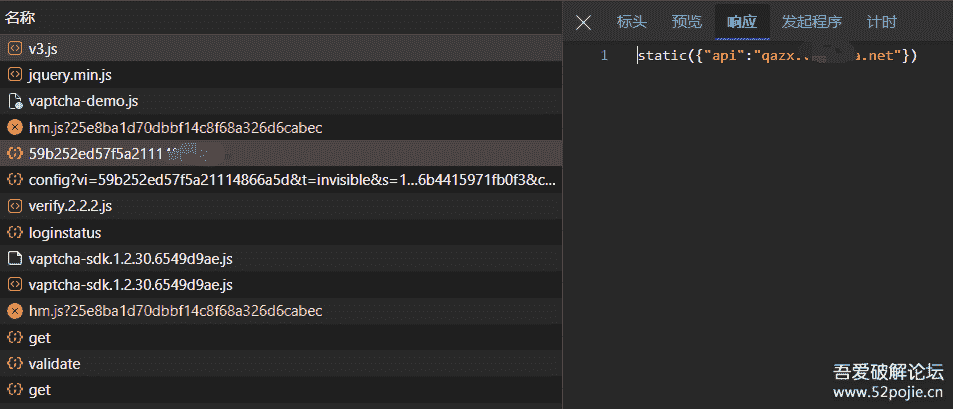 名称
v3.js
jquery.min.js
vaptcha-demo.js
hm.js?25e8ba1d70dbbf14c8f68a326d6cabec
59b252ed57f5a2111
config?vi=59b252ed57f5a21114866a5d&t=invisible&s=1...6b4415971fb0f3&c...
verify.2.2.2.js
loginstatus
vaptcha-sdk.1.2.30.6549d9ae.js
vaptcha-sdk.1.2.30.6549d9ae.js
hm.js?25e8ba1d70dbbf14c8f68a326d6cabec
get
validate
get
标头 预览 响应 发起程序 计时
1 static({"api":"qazx. a.net"})
吾爱破解论坛
www.52pojie.cn